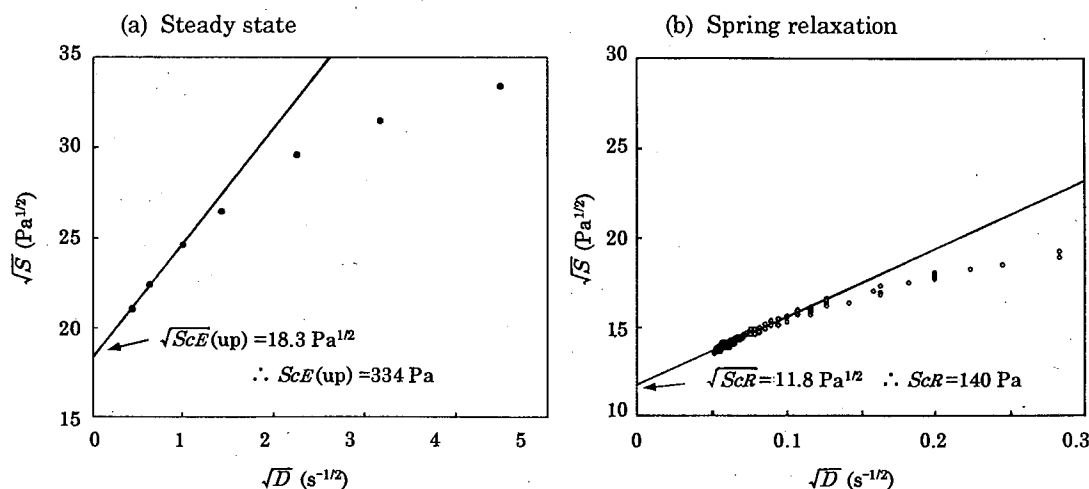 (a) Steady state
35
30
25
20
15
√S (Pa^1/2)
√ScE(up) =18.3 Pa^1/2
∴ ScE(up)=334 Pa
0 1 2 3 4 5
√D (s^-1/2)
(b) Spring relaxation
30
25
20
15
10
√S (Pa^1/2)
√ScR=11.8 Pa^1/2 ∴ ScR=140 Pa
0 0.1 0.2 0.3
√D (s^-1/2)